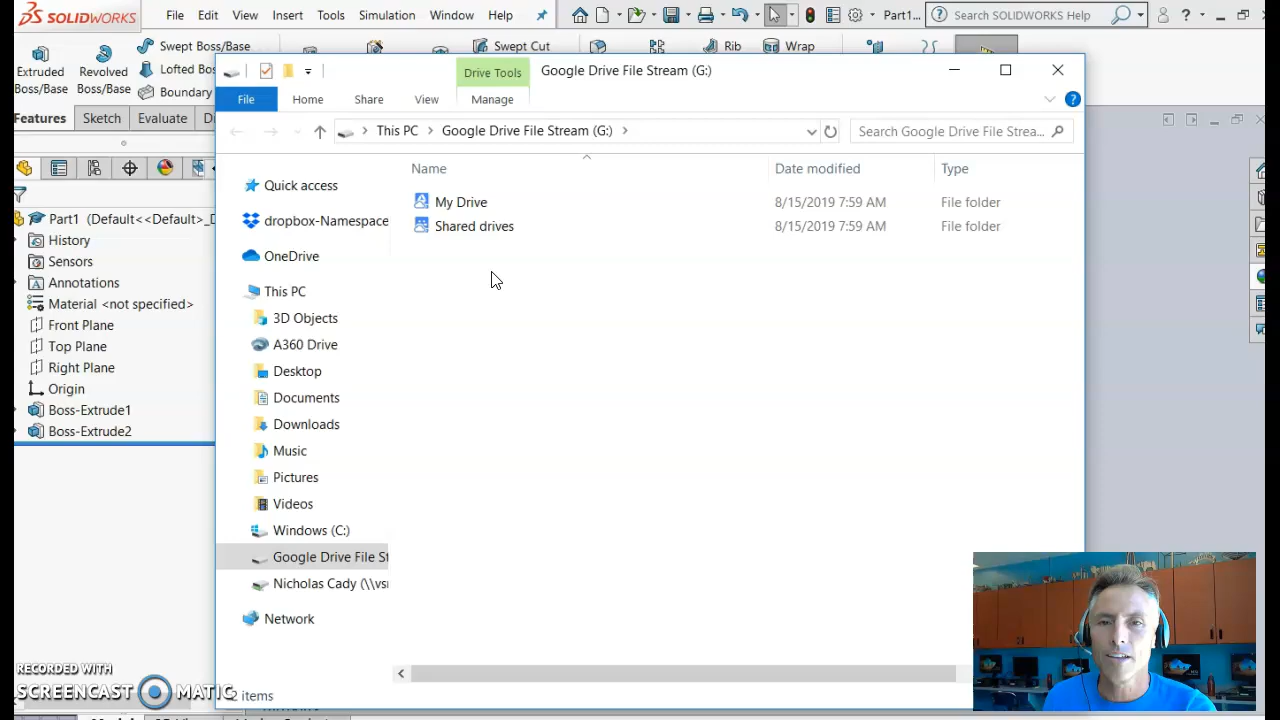 SOLIDWORKS File Edit View Insert Tools Simulation Window Help Part1... Search SOLIDWORKS Help ?
Extruded Boss/Base
Revolved Boss/Base
Swept Boss/Base
Lofted Bos
Boundary
Swept Cut
Rib
Wrap
Features Sketch Evaluate D
Part1 (Default<<Default>_D
History
Sensors
Annotations
Material <not specified>
Front Plane
Top Plane
Right Plane
Origin
Boss-Extrude1
Boss-Extrude2
Drive Tools Google Drive File Stream (G:)
File Home Share View Manage
This PC > Google Drive File Stream (G:) > Search Google Drive File Strea...
Name Date modified Type
My Drive 8/15/2019 7:59 AM File folder
Shared drives 8/15/2019 7:59 AM File folder
Quick access
dropbox-Namespace
OneDrive
This PC
3D Objects
A360 Drive
Desktop
Documents
Downloads
Music
Pictures
Videos
Windows (C:)
Google Drive File St
Nicholas Cady (\\vsr
Network
2 items
RECORDED WITH
SCREENCAST MATIC